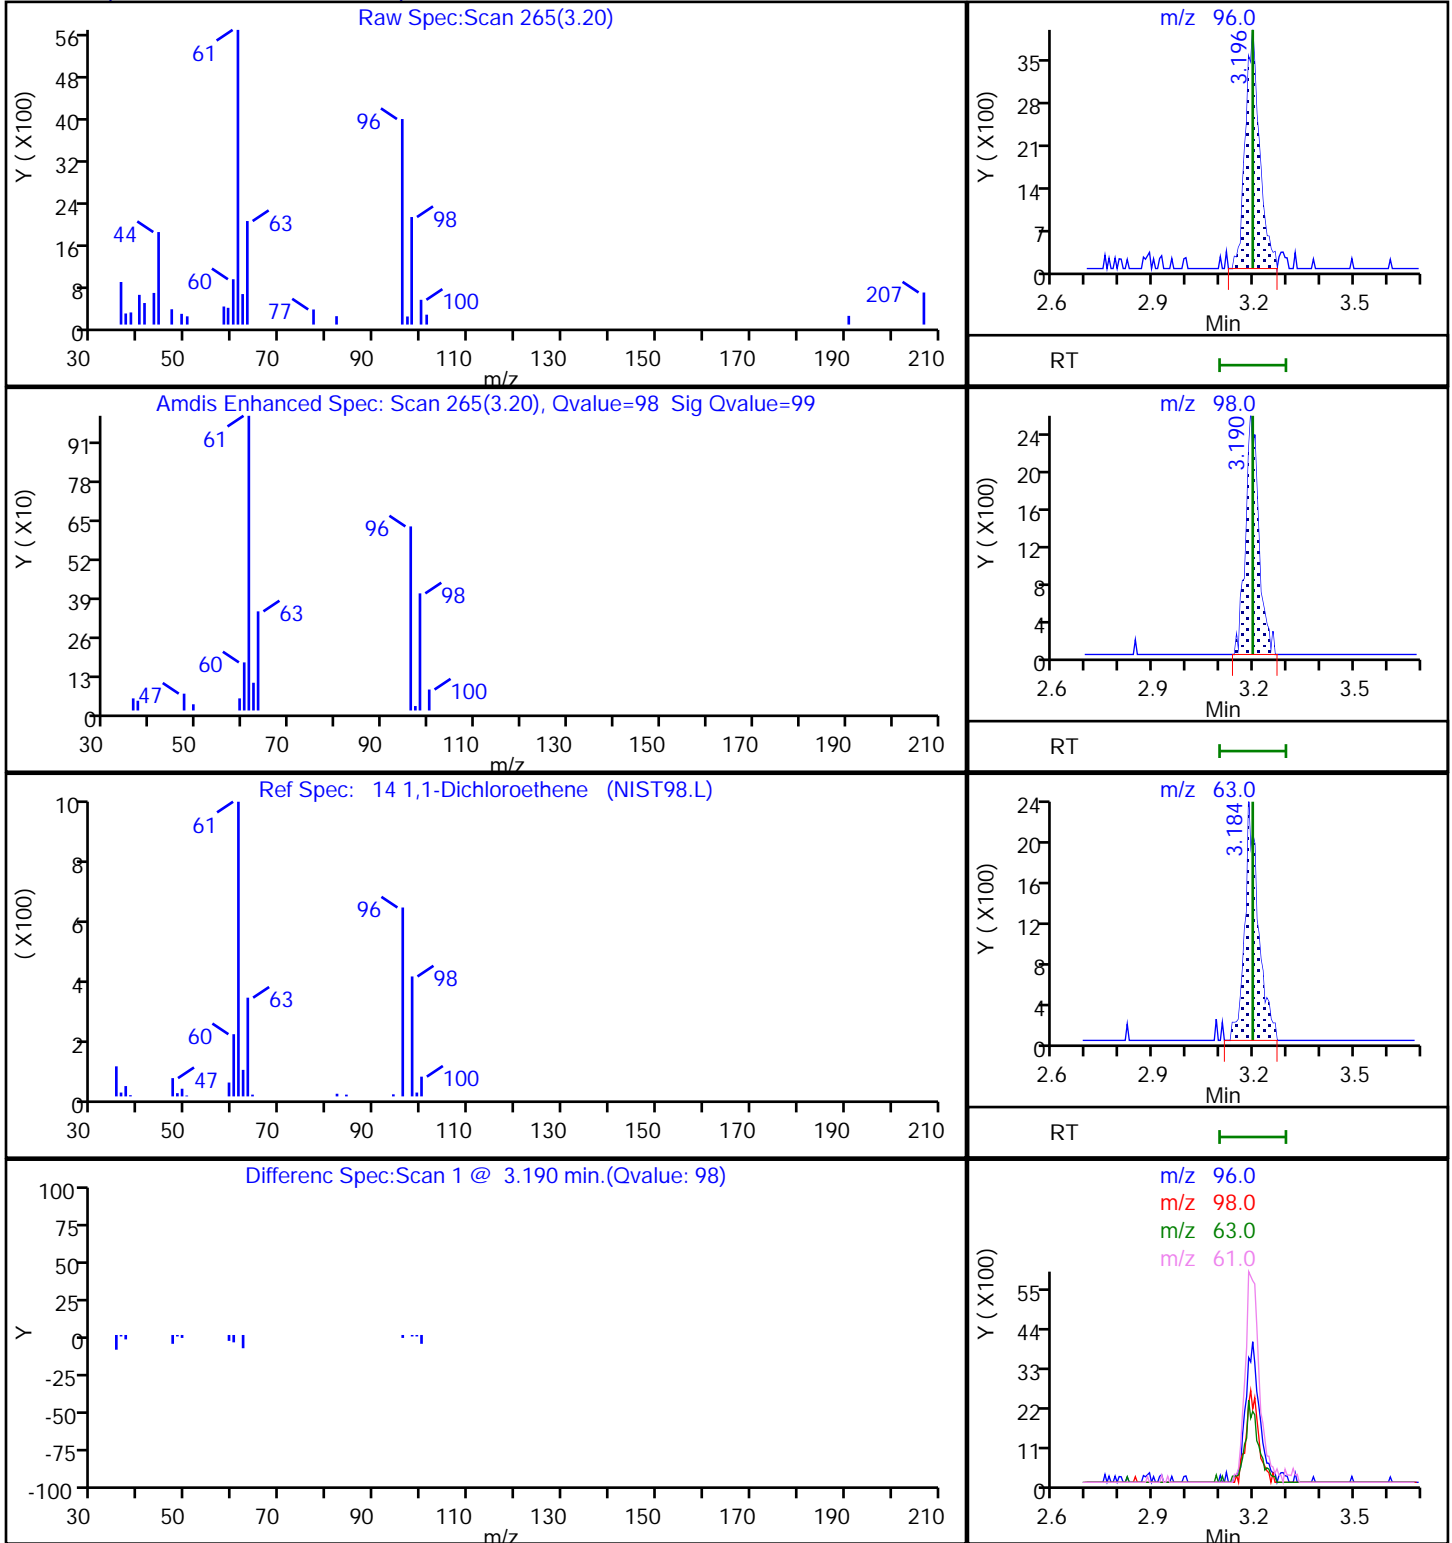 Raw Spec:Scan 265(3.20)
Y ( X100)
56
48
40
32
24
16
8
0
61
96
44
63
98
60
77
100
207
30 50 70 90 110 130 150 170 190 210
m/z
m/z 96.0
Y ( X100)
35
28
21
14
7
0
3.196
2.6 2.9 3.2 3.5
Min
RT
Amdis Enhanced Spec: Scan 265(3.20), Qvalue=98 Sig Qvalue=99
Y ( X10)
91
78
65
52
39
26
13
0
61
96
98
63
60
47
100
30 50 70 90 110 130 150 170 190 210
m/z
m/z 98.0
Y ( X100)
24
20
16
12
8
4
0
3.190
2.6 2.9 3.2 3.5
Min
RT
Ref Spec: 14 1,1-Dichloroethene (NIST98.L)
( X100)
10
8
6
4
2
0
61
96
98
63
60
47
100
30 50 70 90 110 130 150 170 190 210
m/z 63.0
Y ( X100)
24
20
16
12
8
4
0
3.184
2.6 2.9 3.2 3.5
Min
RT
Differenc Spec:Scan 1 @ 3.190 min.(Qvalue: 98)
Y
100
75
50
25
0
-25
-50
-75
-100
30 50 70 90 110 130 150 170 190 210
m/z
m/z 96.0
m/z 98.0
m/z 63.0
m/z 61.0
Y ( X100)
55
44
33
22
11
0
2.6 2.9 3.2 3.5
Min